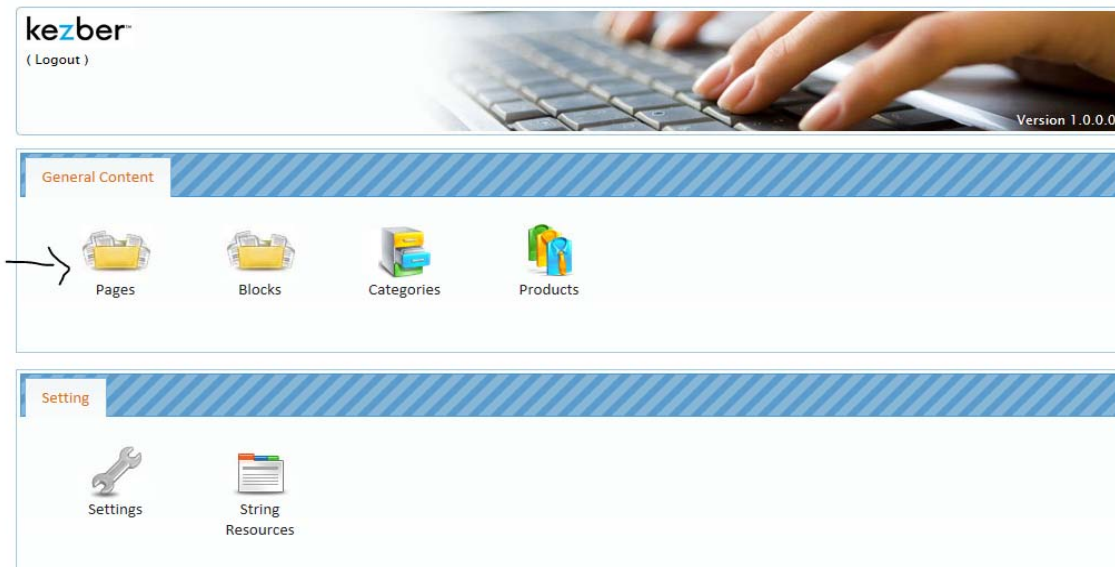 kezber™
( Logout )
Version 1.0.0.0
General Content
Pages
Blocks
Categories
Products
Setting
Settings
String
Resources